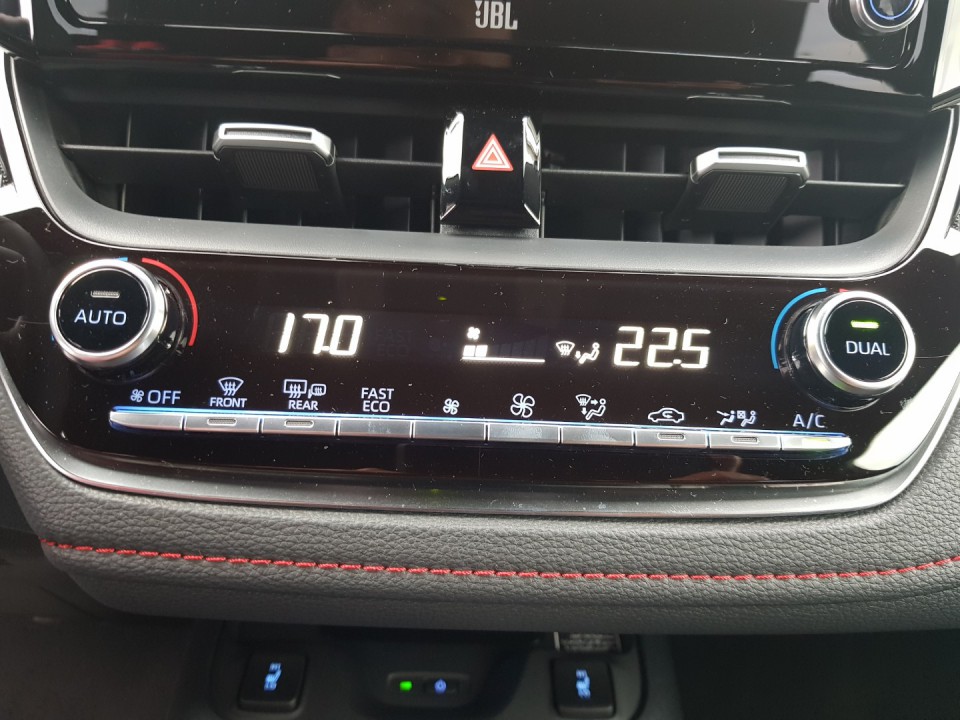 JBL
AUTO
17.0
22.5
DUAL
OFF
FRONT
REAR
FAST
ECO
A/C